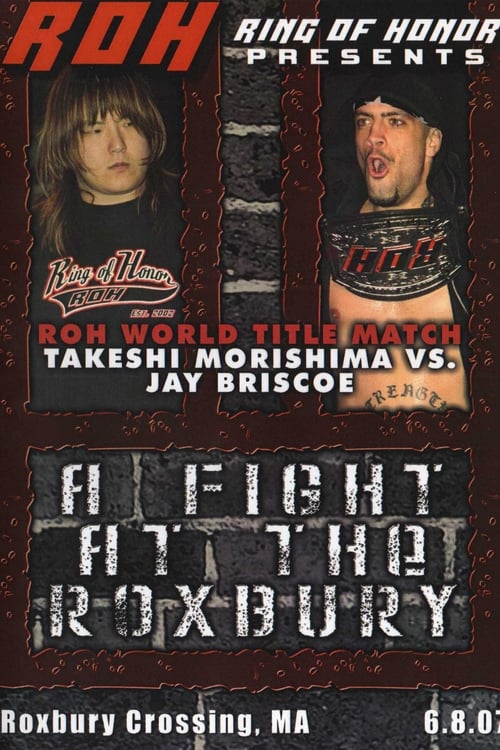 ROH
RING OF HONOR
PRESENTS
Ring of Honor
ROH
EST. 2002
ROH
ROH WORLD TITLE MATCH
TAKESHI MORISHIMA VS.
JAY BRISCOE
A FIGHT
AT THE
ROXBURY
Roxbury Crossing, MA
6.8.07